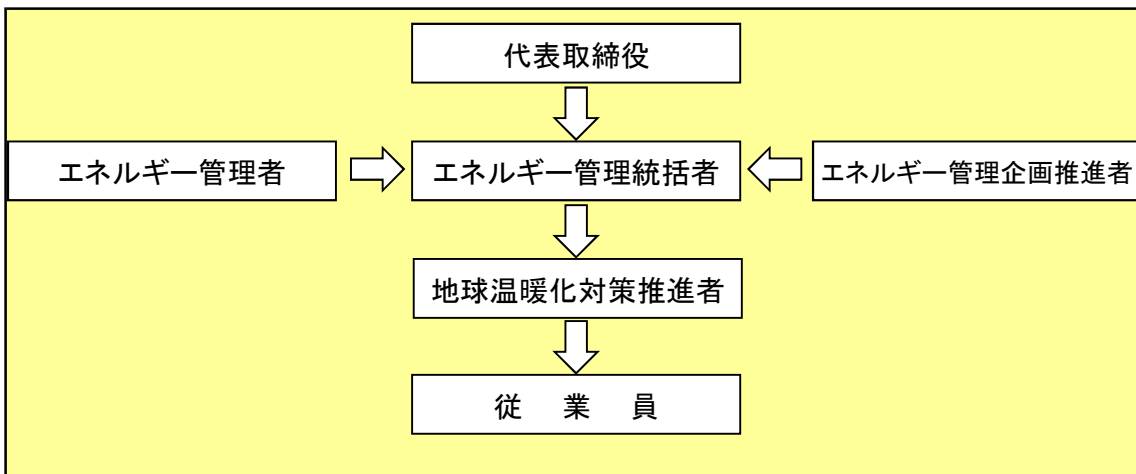 代表取締役
エネルギー管理者
エネルギー管理統括者
エネルギー管理企画推進者
地球温暖化対策推進者
従　業　員